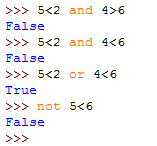 >>> 5<2 and 4>6
False
>>> 5<2 and 4<6
False
>>> 5<2 or 4<6
True
>>> not 5<6
False
>>>